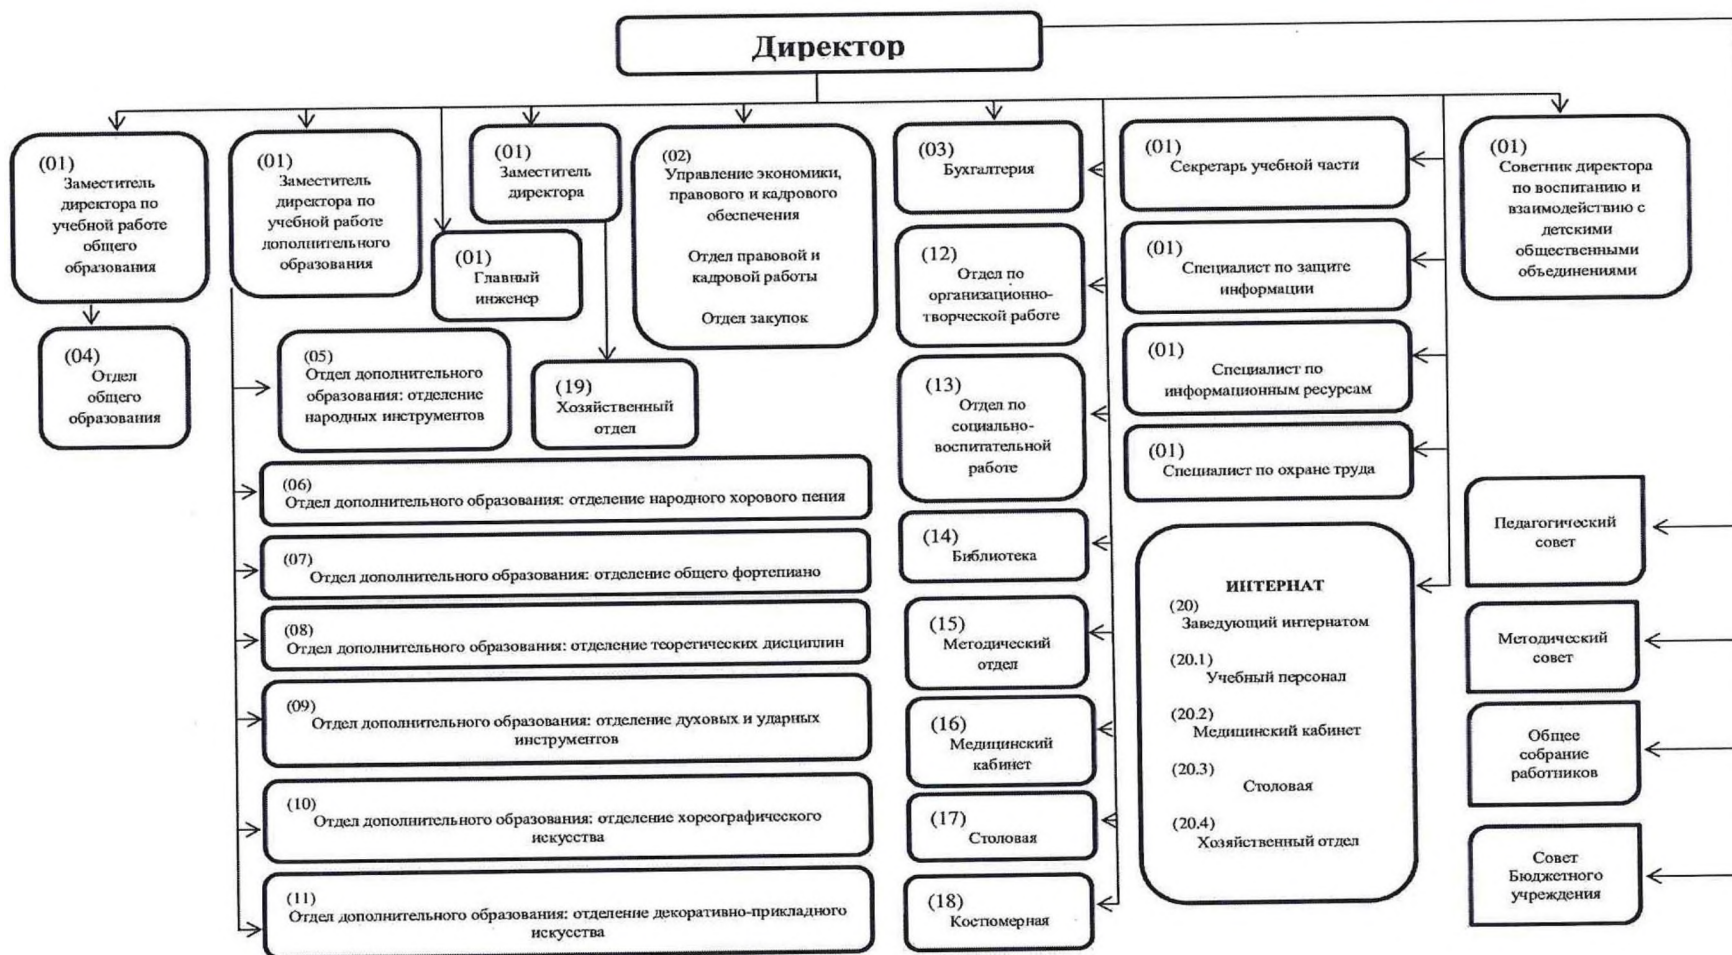 Директор
(01)
Заместитель
директора по
учебной работе
общего
образования
(04)
Отдел
общего
образования
(01)
Заместитель
директора по
учебной работе
дополнительного
образования
(01)
Главный
инженер
(01)
Заместитель
директора
(19)
Хозяйственный
отдел
(02)
Управление экономики,
правового и кадрового
обеспечения
Отдел правовой и
кадровой работы
Отдел закупок
(05)
Отдел дополнительного
образования: отделение
народных инструментов
(06)
Отдел дополнительного образования: отделение народного хорового пения
(07)
Отдел дополнительного образования: отделение общего фортепиано
(08)
Отдел дополнительного образования: отделение теоретических дисциплин
(09)
Отдел дополнительного образования: отделение духовых и ударных
инструментов
(10)
Отдел дополнительного образования: отделение хореографического
искусства
(11)
Отдел дополнительного образования: отделение декоративно-прикладного
искусства
(03)
Бухгалтерия
(12)
Отдел по
организационно-
творческой работе
(13)
Отдел по
социально-
воспитательной
работе
(14)
Библиотека
(15)
Методический
отдел
(16)
Медицинский
кабинет
(17)
Столовая
(18)
Костюмерная
(01)
Секретарь учебной части
(01)
Специалист по защите
информации
(01)
Специалист по
информационным ресурсам
(01)
Специалист по охране труда
ИНТЕРНАТ
(20)
Заведующий интернатом
(20.1)
Учебный персонал
(20.2)
Медицинский кабинет
(20.3)
Столовая
(20.4)
Хозяйственный отдел
(01)
Советник директора
по воспитанию и
взаимодействию с
детскими
общественными
объединениями
Педагогический
совет
Методический
совет
Общее
собрание
работников
Совет
Бюджетного
учреждения